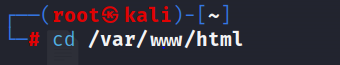 ┌──(root㉿kali)-[~]
└─# cd /var/www/html